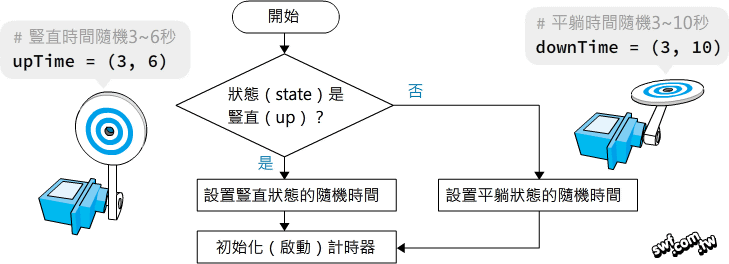 # 豎直時間隨機3~6秒
upTime = (3, 6)
開始
# 平躺時間隨機3~10秒
downTime = (3, 10)
狀態（state）是
豎直（up）？
否
是
設置豎直狀態的隨機時間
設置平躺狀態的隨機時間
初始化（啟動）計時器
swf.com.tw